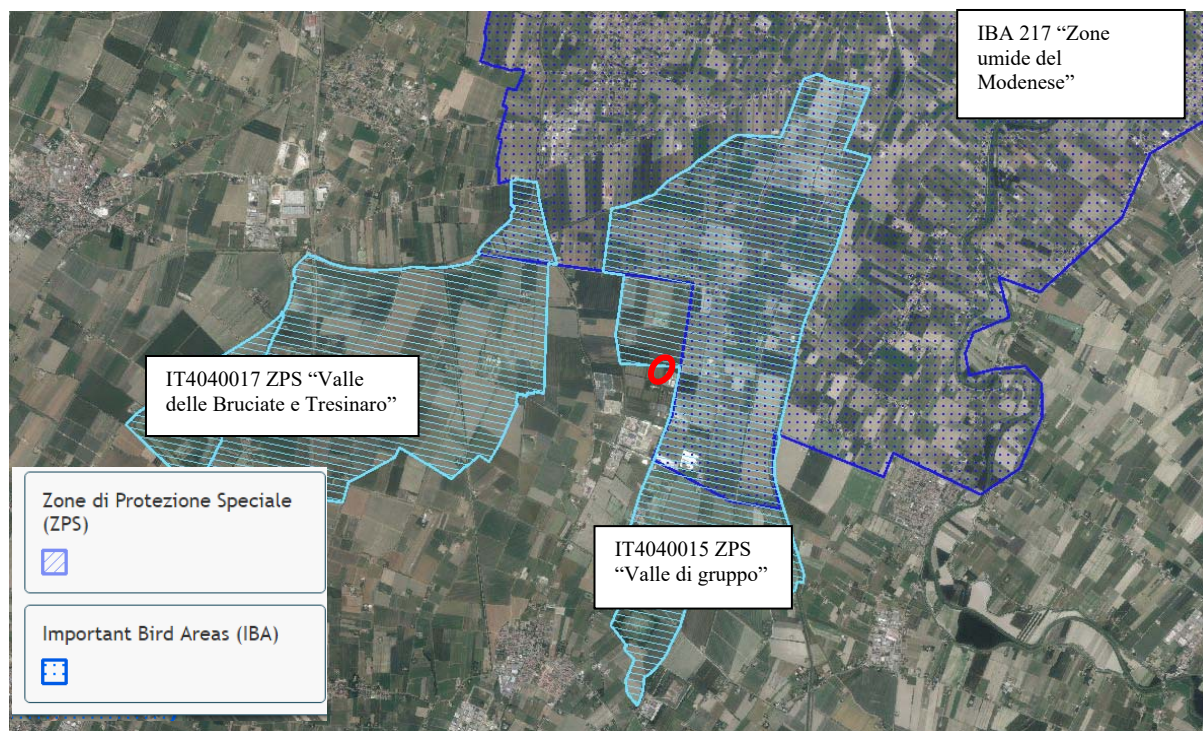 IBA 217 “Zone
umide del
Modenese”
IT4040017 ZPS “Valle
delle Bruciate e Tresinaro”
IT4040015 ZPS
“Valle di gruppo”
Zone di Protezione Speciale
(ZPS)
Important Bird Areas (IBA)